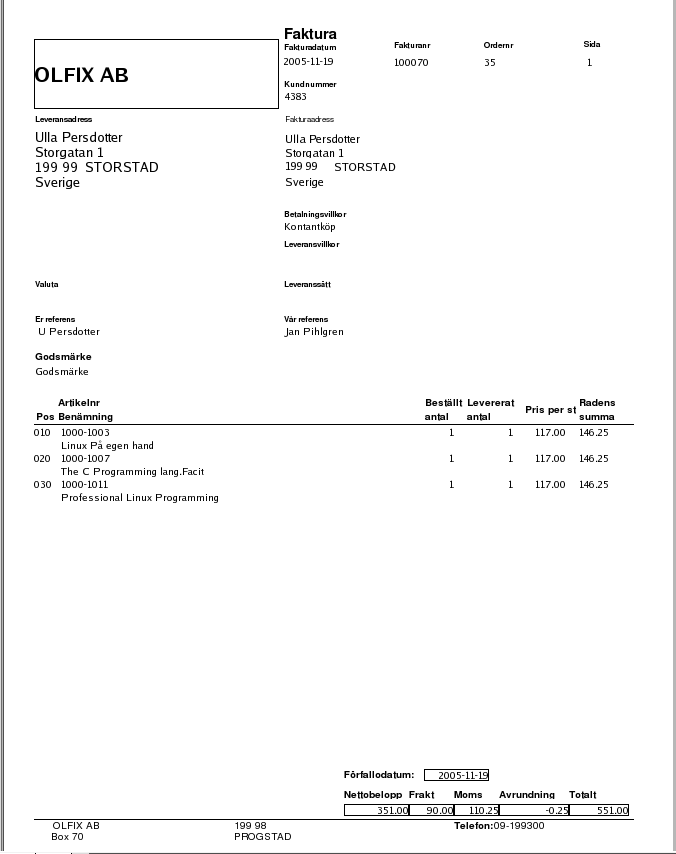 Faktura
Fakturadatum Fakturanr Ordernr Sida
2005-11-19 100070 35 1
OLFIX AB
Kundnummer
4383
Leveransadress Fakturaadress
Ulla Persdotter Ulla Persdotter
Storgatan 1 Storgatan 1
199 99 STORSTAD 199 99 STORSTAD
Sverige Sverige
Betalningsvillkor
Kontantköp
Leveransvillkor
Valuta Leveranssätt
Er referens Vår referens
U Persdotter Jan Pihlgren
Godsmärke
Godsmärke
Artikelnr Beställt Levererat Pris per st Radens
Pos Benämning antal antal summa
010 1000-1003 1 1 117.00 146.25
Linux På egen hand
020 1000-1007 1 1 117.00 146.25
The C Programming lang.Facit
030 1000-1011 1 1 117.00 146.25
Professional Linux Programming
Förfallodatum: 2005-11-19
Nettobelopp Frakt Moms Avrundning Totalt
351.00 90.00 110.25 -0.25 551.00
OLFIX AB 199 98 Telefon:09-199300
Box 70 PROGSTAD